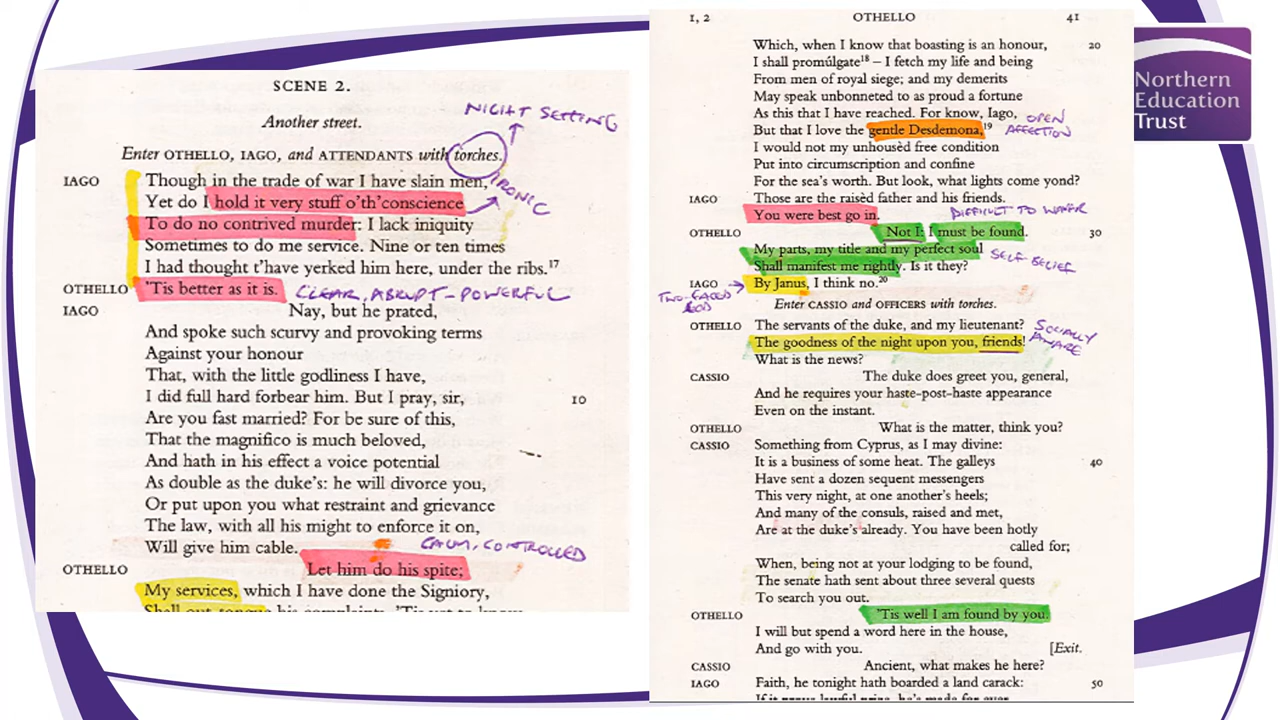 SCENE 2.
NIGHT SETTING
Another street.
Enter OTHELLO, IAGO, and ATTENDANTS with torches.
IAGO Though in the trade of war I have slain men,
IRONIC
Yet do I hold it very stuff o'th'conscience
To do no contrived murder: I lack iniquity
Sometimes to do me service. Nine or ten times
I had thought t'have yerked him here, under the ribs.17
OTHELLO 'Tis better as it is. CLEAR, ABRUPT - POWERFUL
IAGO Nay, but he prated,
And spoke such scurvy and provoking terms
Against your honour
That, with the little godliness I have,
I did full hard forbear him. But I pray, sir, 10
Are you fast married? For be sure of this,
That the magnifico is much beloved,
And hath in his effect a voice potential
As double as the duke's: he will divorce you,
Or put upon you what restraint and grievance
The law, with all his might to enforce it on,
Will give him cable. CALM, CONTROLLED
OTHELLO Let him do his spite;
My services, which I have done the Signiory,
1, 2 OTHELLO 41
Which, when I know that boasting is an honour, 20
I shall promúlgate18 – I fetch my life and being
From men of royal siege; and my demerits
May speak unbonneted to as proud a fortune
As this that I have reached. For know, Iago,
But that I love the gentle Desdemona,19 OPEN AFFECTION
I would not my unhousèd free condition
Put into circumscription and confine
For the sea's worth. But look, what lights come yond?
IAGO Those are the raisèd father and his friends.
You were best go in. DIFFICULT TO WAVER
OTHELLO Not I: I must be found. 30
My parts, my title and my perfect soul
SELF BELIEF
Shall manifest me rightly. Is it they?
IAGO By Janus, I think no.20
TWO-FACED GOD
Enter CASSIO and OFFICERS with torches.
OTHELLO The servants of the duke, and my lieutenant?
The goodness of the night upon you, friends! SOCIALLY AWARE
What is the news?
CASSIO The duke does greet you, general,
And he requires your haste-post-haste appearance
Even on the instant.
OTHELLO What is the matter, think you?
CASSIO Something from Cyprus, as I may divine:
It is a business of some heat. The galleys 40
Have sent a dozen sequent messengers
This very night, at one another's heels;
And many of the consuls, raised and met,
Are at the duke's already. You have been hotly
called for;
When, being not at your lodging to be found,
The senate hath sent about three several quests
To search you out.
OTHELLO 'Tis well I am found by you.
I will but spend a word here in the house,
And go with you. [Exit.
CASSIO Ancient, what makes he here?
IAGO Faith, he tonight hath boarded a land carack: 50
Northern
Education
Trust